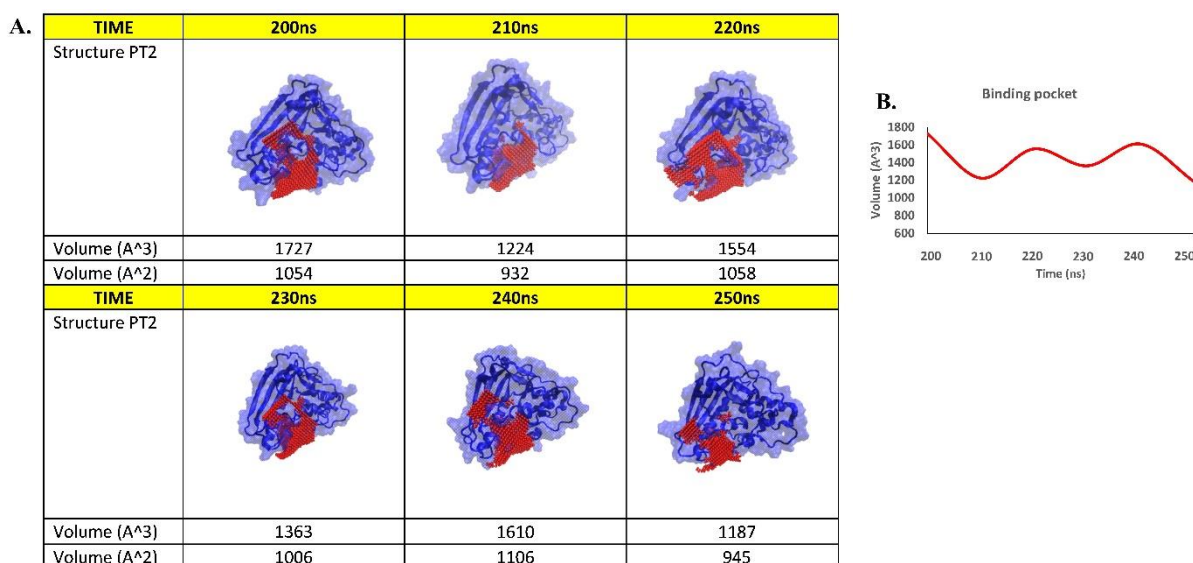 A.
TIME 200ns 210ns 220ns
Structure PT2
Volume (A^3) 1727 1224 1554
Volume (A^2) 1054 932 1058
TIME 230ns 240ns 250ns
Structure PT2
Volume (A^3) 1363 1610 1187
Volume (A^2) 1006 1106 945
B.
Binding pocket
Volume (A^3)
1800
1600
1400
1200
1000
800
600
200 210 220 230 240 250
Time (ns)